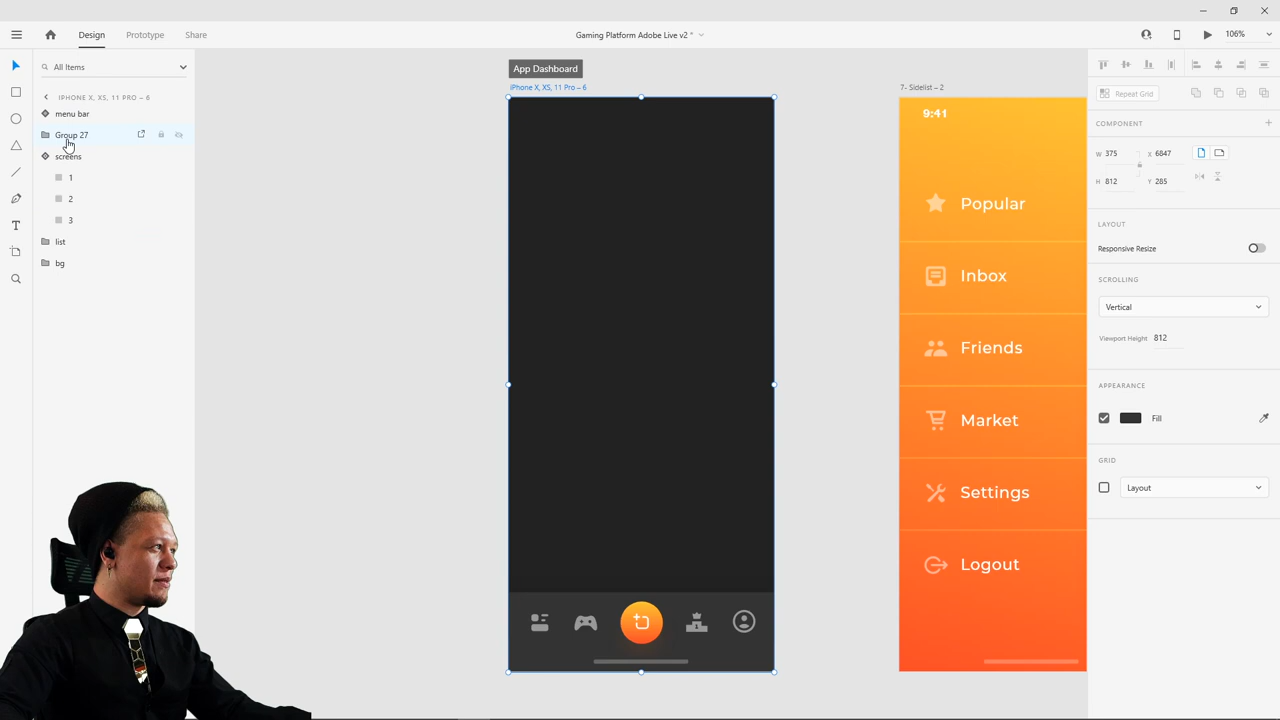 Design
Prototype
Share
Gaming Platform Adobe Live v2 *
106%
All Items
IPHONE X, XS, 11 PRO – 6
menu bar
Group 27
screens
1
2
3
list
bg
App Dashboard
iPhone X, XS, 11 Pro – 6
7- Sidelist – 2
9:41
Popular
Inbox
Friends
Market
Settings
Logout
Repeat Grid
COMPONENT
W 375 X 6847
H 812 Y 285
LAYOUT
Responsive Resize
SCROLLING
Vertical
Viewport Height 812
APPEARANCE
Fill
GRID
Layout